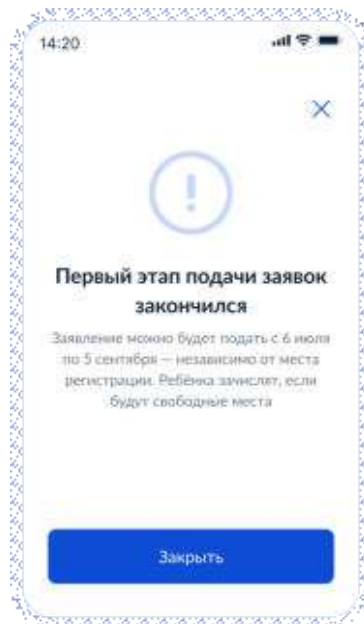 14:20
Первый этап подачи заявок
закончился
Заявление можно будет подать с 6 июля
по 5 сентября — независимо от места
регистрации. Ребёнка зачислят, если
будут свободные места
Закрыть